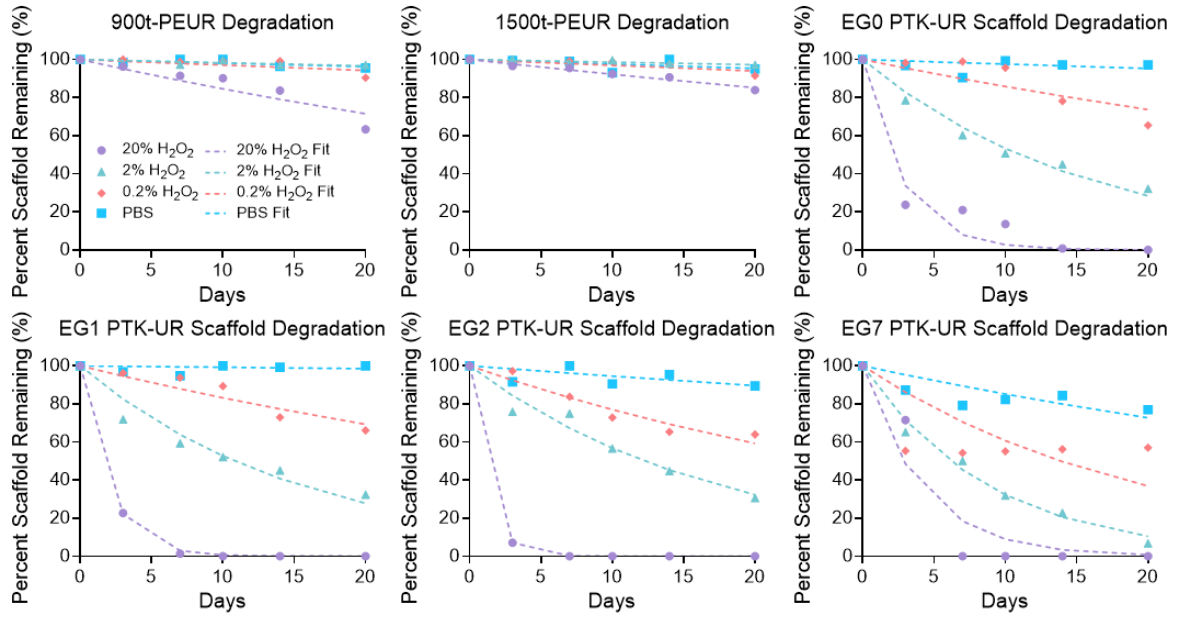 900t-PEUR Degradation
Percent Scaffold Remaining (%)
100
80
60
40
20
0
20% H₂O₂
20% H₂O₂ Fit
2% H₂O₂
2% H₂O₂ Fit
0.2% H₂O₂
0.2% H₂O₂ Fit
PBS
PBS Fit
0 5 10 15 20
Days
1500t-PEUR Degradation
Percent Scaffold Remaining (%)
100
80
60
40
20
0
0 5 10 15 20
Days
EG0 PTK-UR Scaffold Degradation
Percent Scaffold Remaining (%)
100
80
60
40
20
0
0 5 10 15 20
Days
EG1 PTK-UR Scaffold Degradation
Percent Scaffold Remaining (%)
100
80
60
40
20
0
0 5 10 15 20
Days
EG2 PTK-UR Scaffold Degradation
Percent Scaffold Remaining (%)
100
80
60
40
20
0
0 5 10 15 20
Days
EG7 PTK-UR Scaffold Degradation
Percent Scaffold Remaining (%)
100
80
60
40
20
0
0 5 10 15 20
Days